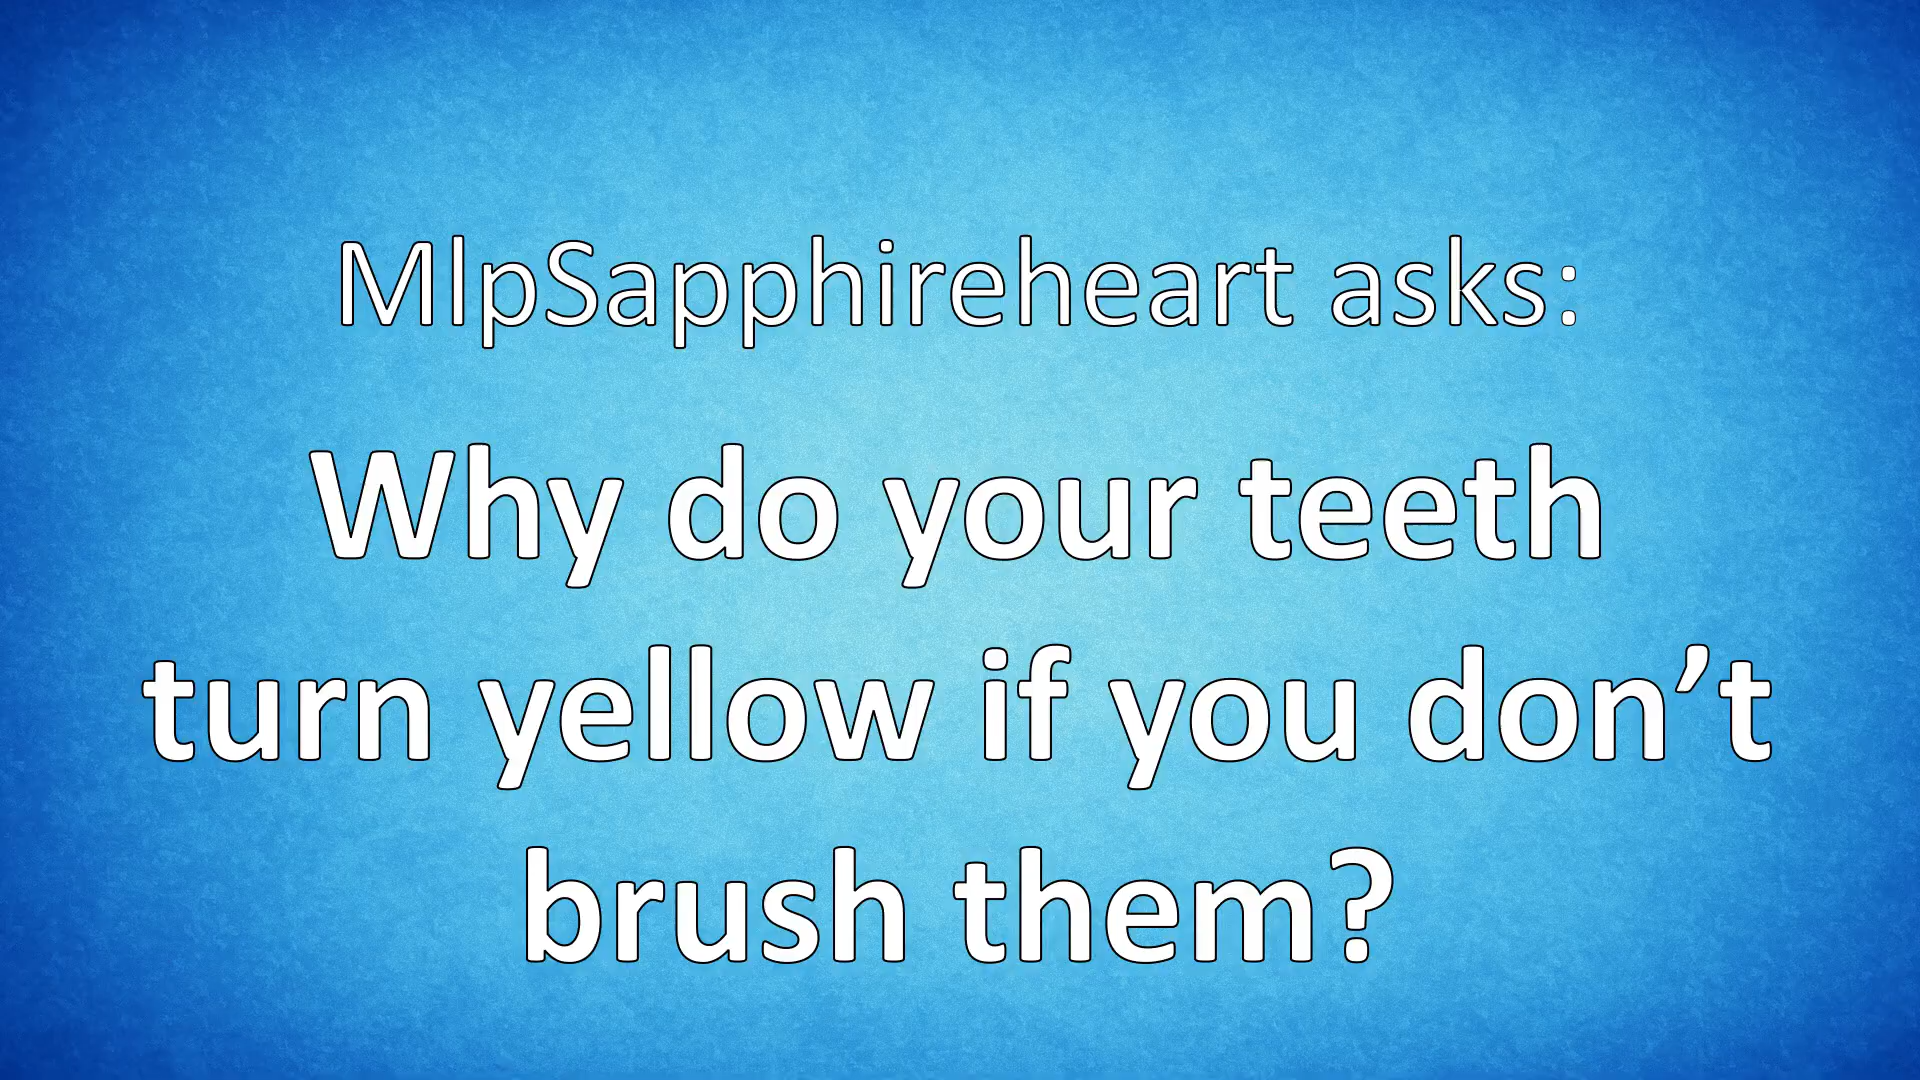 MlpSapphireheart asks:
Why do your teeth
turn yellow if you don’t
brush them?